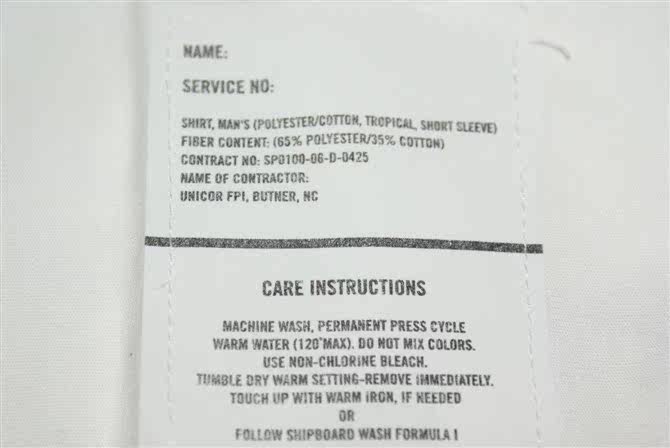 NAME:
SERVICE NO:
SHIRT, MAN'S (POLYESTER/COTTON, TROPICAL, SHORT SLEEVE)
FIBER CONTENT: (65% POLYESTER/35% COTTON)
CONTRACT NO: SP0100-06-D-0425
NAME OF CONTRACTOR:
UNICOR FPI, BUTNER, NC
CARE INSTRUCTIONS
MACHINE WASH, PERMANENT PRESS CYCLE
WARM WATER (120°MAX). DO NOT MIX COLORS.
USE NON-CHLORINE BLEACH.
TUMBLE DRY WARM SETTING-REMOVE IMMEDIATELY.
TOUCH UP WITH WARM IRON, IF NEEDED
OR
FOLLOW SHIPBOARD WASH FORMULA I